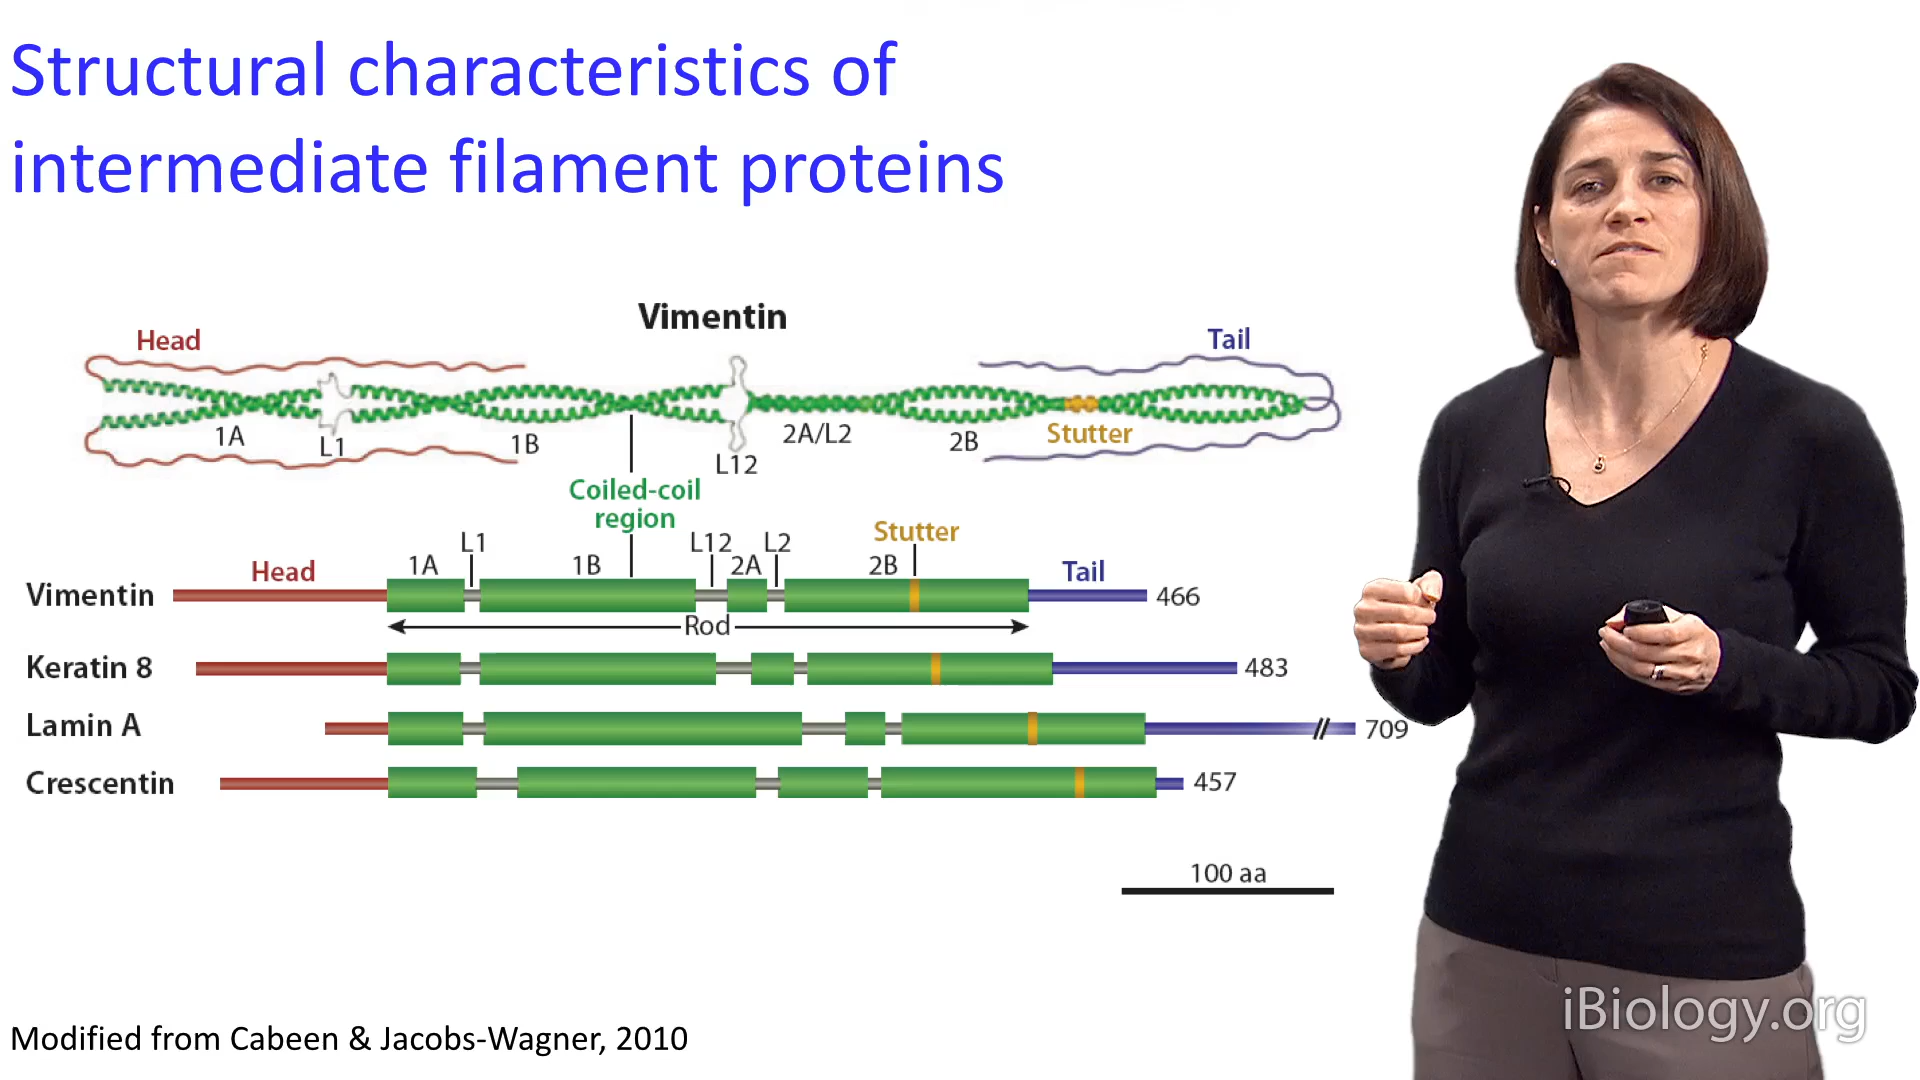 Structural characteristics of
intermediate filament proteins
Vimentin
Head
Tail
1A
L1
1B
L12
2A/L2
2B
Stutter
Coiled-coil
region
L1
L12
L2
Stutter
1A
1B
2A
2B
Head
Tail
Vimentin
466
Rod
Keratin 8
483
Lamin A
709
Crescentin
457
100 aa
Modified from Cabeen & Jacobs-Wagner, 2010
iBiology.org